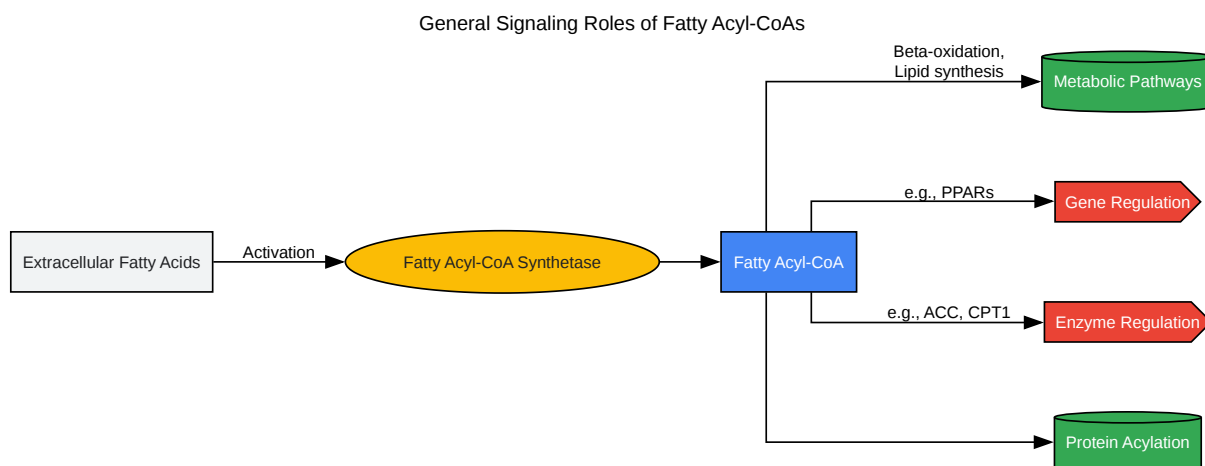 General Signaling Roles of Fatty Acyl-CoAs
Beta-oxidation,
Lipid synthesis
Metabolic Pathways
e.g., PPARs
Gene Regulation
Extracellular Fatty Acids
Activation
Fatty Acyl-CoA Synthetase
Fatty Acyl-CoA
e.g., ACC, CPT1
Enzyme Regulation
Protein Acylation